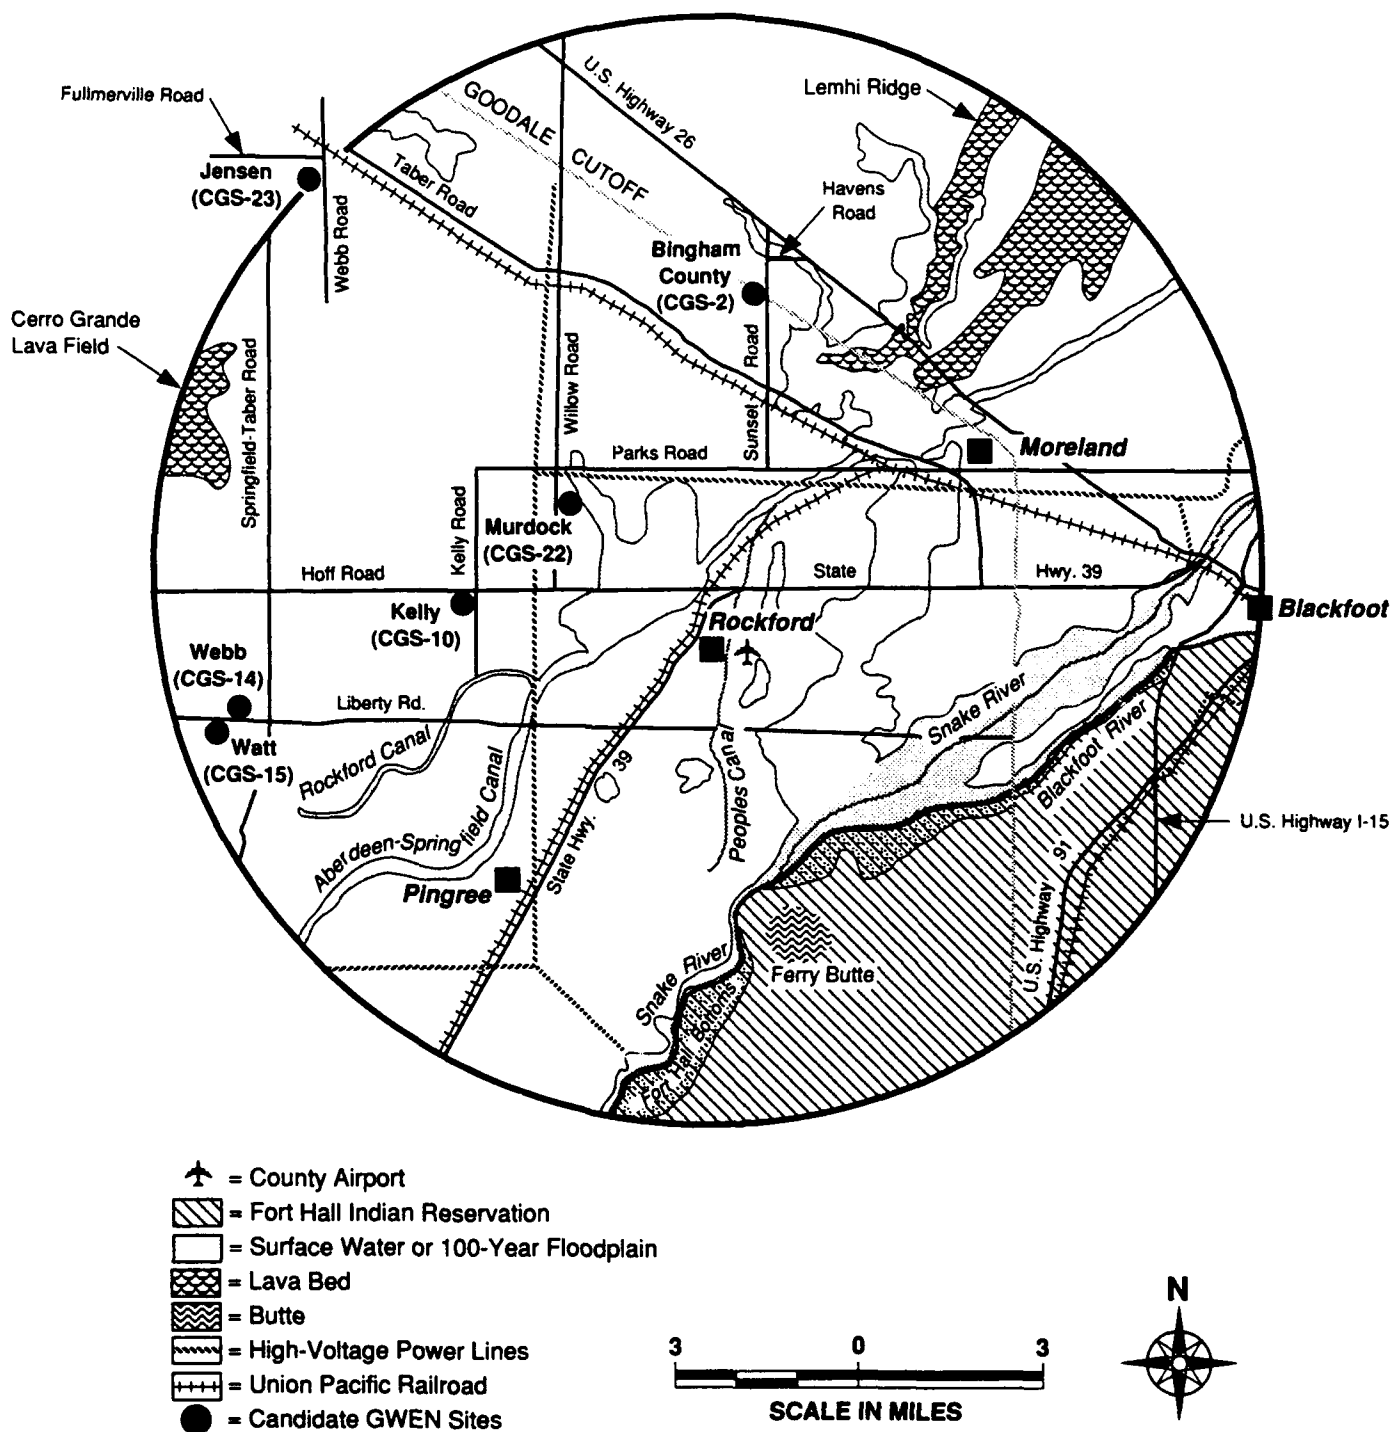 Fullmerville Road
Jensen
(CGS-23)
Webb Road
Taber Road
GOODALE CUTOFF
U.S. Highway 26
Lemhi Ridge
Havens
Road
Bingham
County
(CGS-2)
Cerro Grande
Lava Field
Springfield-Taber Road
Willow Road
Sunset Road
Parks Road
Moreland
Kelly Road
Murdock
(CGS-22)
Hoff Road
State Hwy. 39
Kelly
(CGS-10)
Rockford
Blackfoot
Webb
(CGS-14)
Liberty Rd.
Watt
(CGS-15)
Rockford Canal
Aberdeen-Springfield Canal
Pingree
State Hwy. 39
Peoples Canal
Snake River
Blackfoot River
U.S. Highway I-15
U.S. Highway 91
Snake River
Ferry Butte
Fort Hall Bottoms
= County Airport
= Fort Hall Indian Reservation
= Surface Water or 100-Year Floodplain
= Lava Bed
= Butte
= High-Voltage Power Lines
= Union Pacific Railroad
= Candidate GWEN Sites
3 0 3
SCALE IN MILES
N